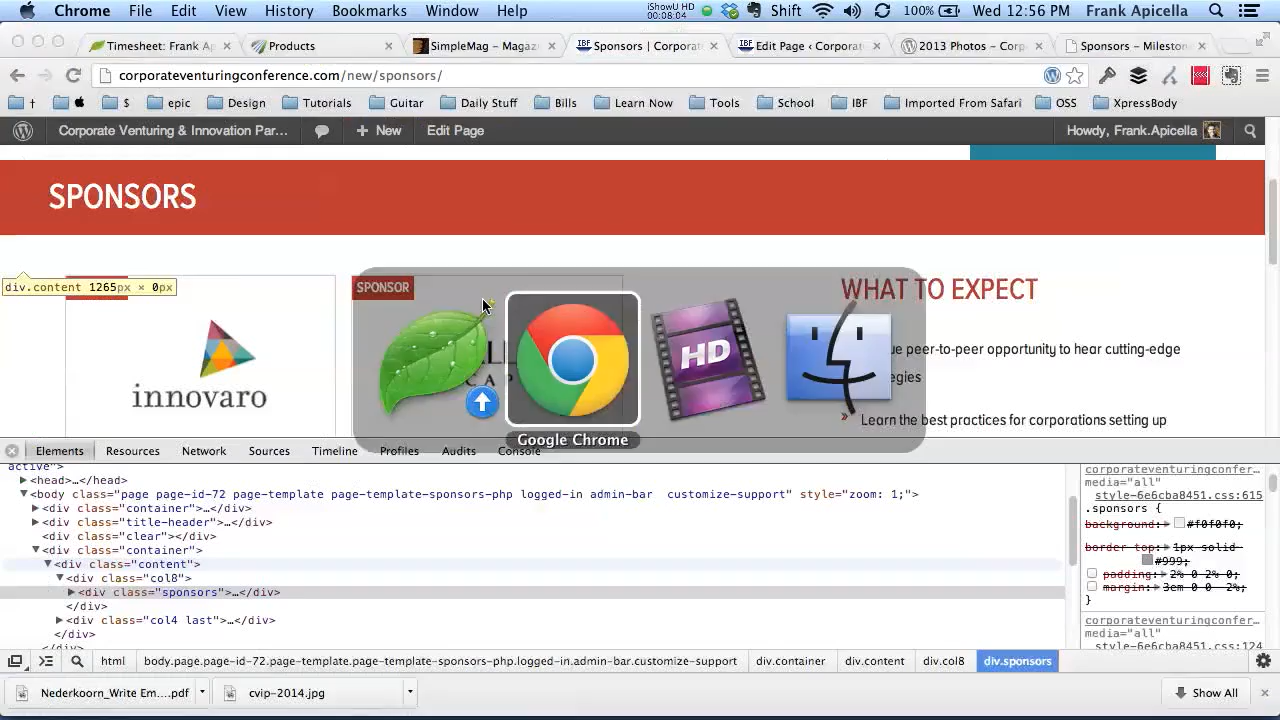 Chrome File Edit View History Bookmarks Window Help iShowU HD 00:08:04 Shift 100% Wed 12:56 PM Frank Apicella
Timesheet: Frank Ap Products SimpleMag – Magaz Sponsors | Corporat Edit Page ‹ Corpora 2013 Photos – Corp Sponsors – Mileston
corporateventuringconference.com/new/sponsors/
† $ epic Design Tutorials Guitar Daily Stuff Bills Learn Now Tools School IBF Imported From Safari OSS XpressBody
Corporate Venturing & Innovation Par... New Edit Page Howdy, Frank.Apicella
SPONSORS
div.content 1265px × 0px
SPONSOR
WHAT TO EXPECT
innovaro
HD
ue peer-to-peer opportunity to hear cutting-edge
egies
Learn the best practices for corporations setting up
Google Chrome
Elements Resources Network Sources Timeline Profiles Audits Console
active">
<head>…</head>
<body class="page page-id-72 page-template page-template-sponsors-php logged-in admin-bar  customize-support" style="zoom: 1;">
<div class="container">…</div>
<div class="title-header">…</div>
<div class="clear"></div>
<div class="container">
<div class="content">
<div class="col8">
<div class="sponsors">…</div>
</div>
<div class="col4 last">…</div>
</div>
corporateventuringconfer…
media="all"
style-6e6cba8451.css:615
.sponsors {
background: #f0f0f0;
border-top: 1px solid
#999;
padding: 2% 0 2% 0;
margin: 3em 0 0 -2%;
}
corporateventuringconfer…
media="all"
style-6e6cba8451.css:124
html body.page.page-id-72.page-template.page-template-sponsors-php.logged-in.admin-bar.customize-support div.container div.content div.col8 div.sponsors
Nederkoorn_Write Em....pdf cvip-2014.jpg Show All